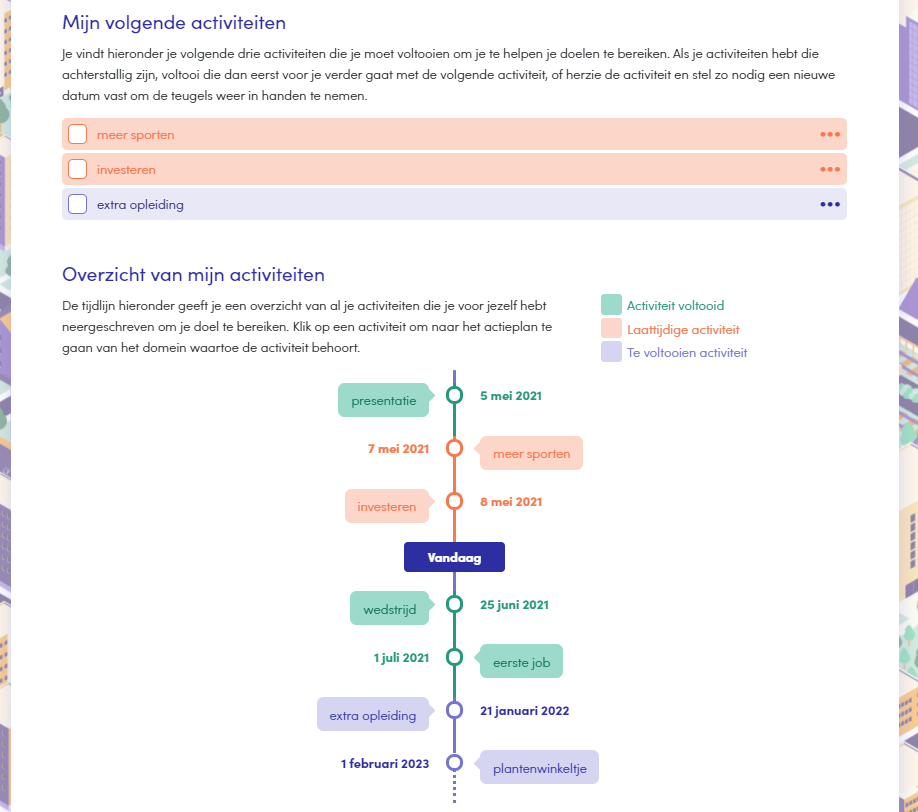 Mijn volgende activiteiten
Je vindt hieronder je volgende drie activiteiten die je moet voltooien om je te helpen je doelen te bereiken. Als je activiteiten hebt die
achterstallig zijn, voltooi die dan eerst voor je verder gaat met de volgende activiteit, of herzie de activiteit en stel zo nodig een nieuwe
datum vast om de teugels weer in handen te nemen.
meer sporten
investeren
extra opleiding
Overzicht van mijn activiteiten
De tijdlijn hieronder geeft je een overzicht van al je activiteiten die je voor jezelf hebt
neergeschreven om je doel te bereiken. Klik op een activiteit om naar het actieplan te
gaan van het domein waartoe de activiteit behoort.
Activiteit voltooid
Laattijdige activiteit
Te voltooien activiteit
presentatie 5 mei 2021
7 mei 2021 meer sporten
investeren 8 mei 2021
Vandaag
wedstrijd 25 juni 2021
1 juli 2021 eerste job
extra opleiding 21 januari 2022
1 februari 2023 plantenwinkeltje